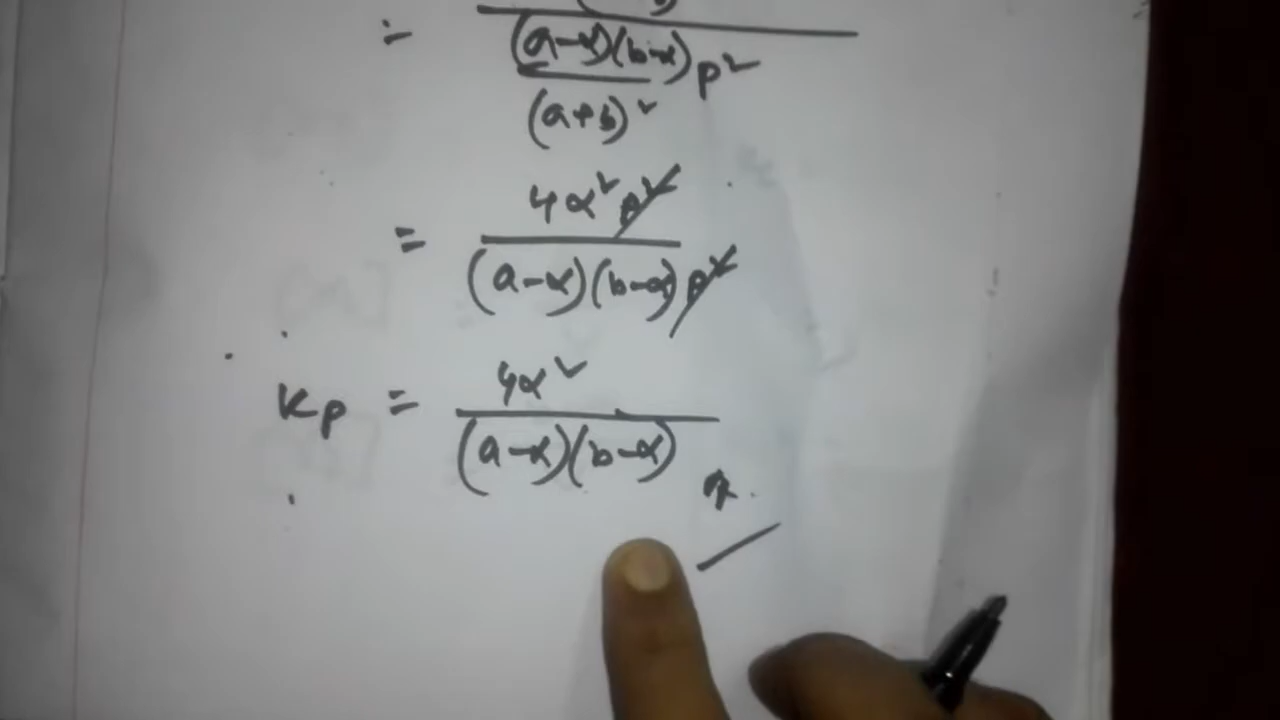 = (a-α)(b-α) P²
(a+b)²
= 4α² P²
(a-α)(b-α) P²
Kp = 4α²
(a-α)(b-α)